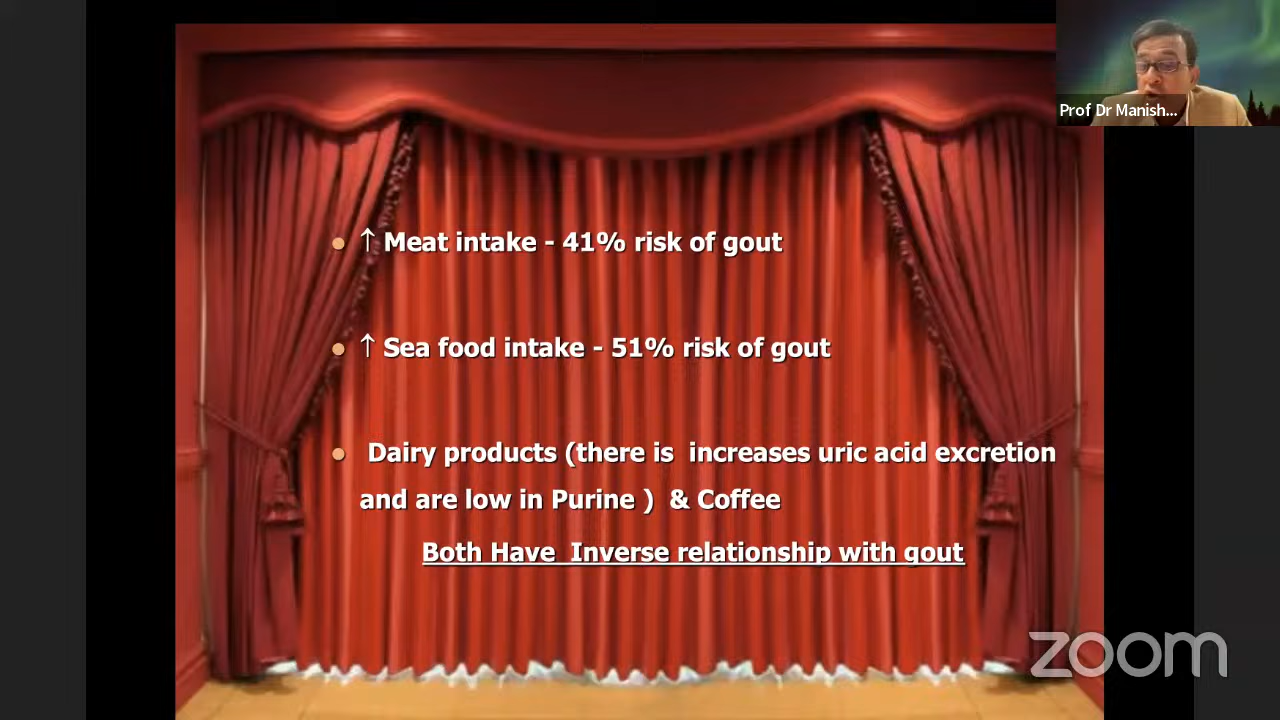 Prof Dr Manish...
↑ Meat intake - 41% risk of gout
↑ Sea food intake - 51% risk of gout
Dairy products (there is increases uric acid excretion
and are low in Purine ) & Coffee
Both Have Inverse relationship with gout
zoom